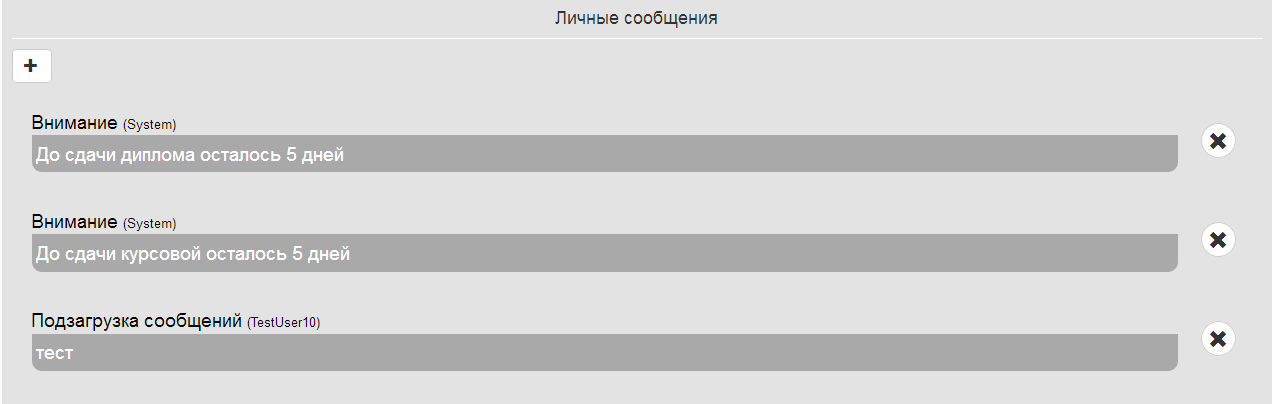 Личные сообщения
+
Внимание (System)
До сдачи диплома осталось 5 дней
Внимание (System)
До сдачи курсовой осталось 5 дней
Подзагрузка сообщений (TestUser10)
тест